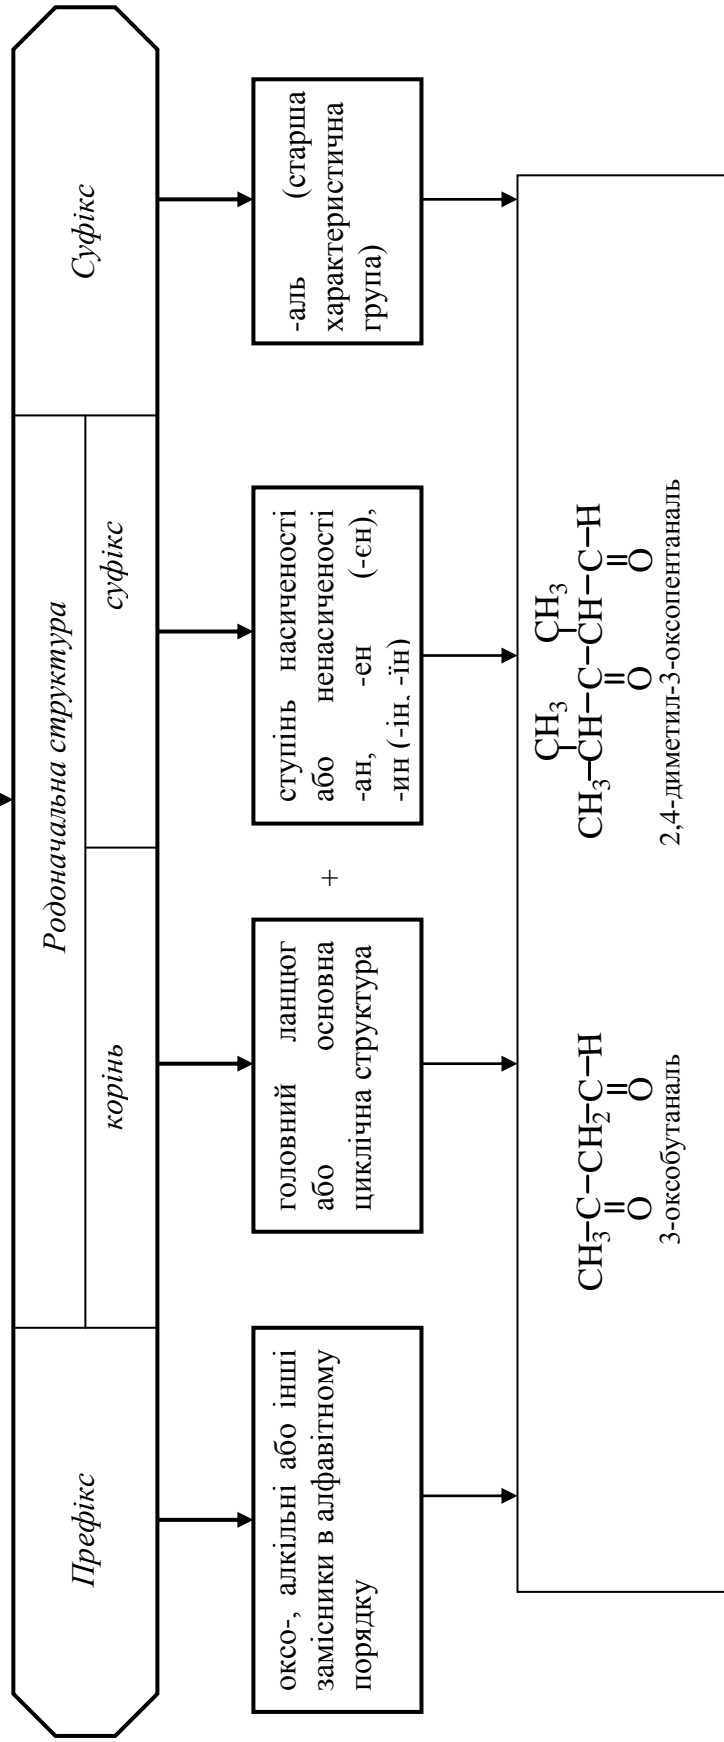 Префікс
Родоначальна структура
корінь
суфікс
Суфікс
оксо-, алкільні або інші
замісники в алфавітному
порядку
головний ланцюг
або основна
циклічна структура
+
ступінь насиченості
або ненасиченості
-ан, -ен (-єн),
-ин (-ін, -їн)
-аль (старша
характеристична
група)
CH3–C–CH2–C–H
O O
3-оксобутаналь
CH3 CH3
CH3–CH–C–CH–C–H
O O
2,4-диметил-3-оксопентаналь